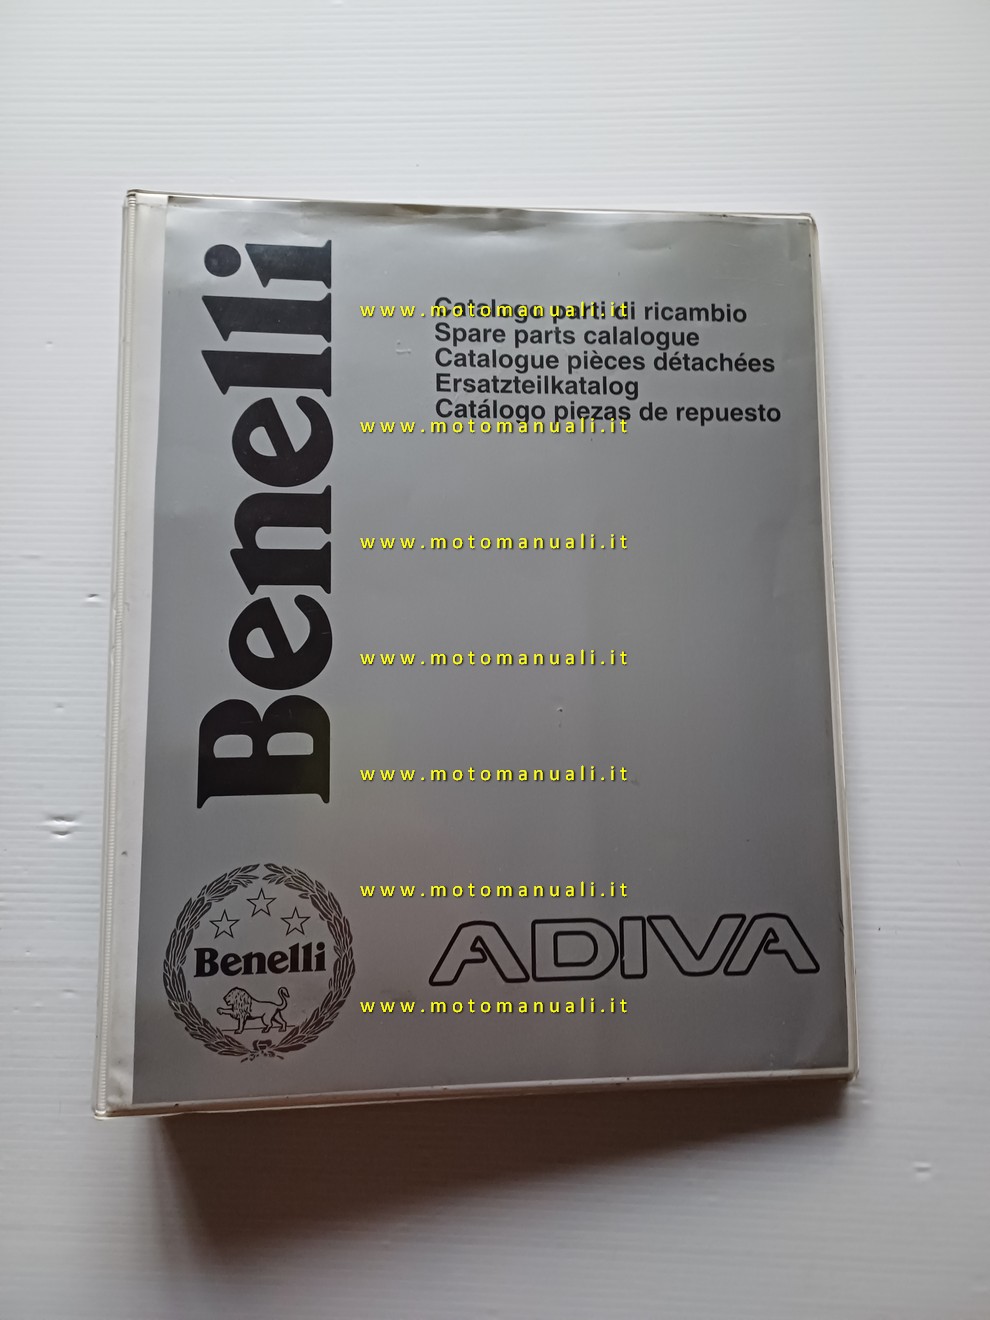 Benelli
Catalogo parti di ricambio
www.motomanuali.it
Spare parts calalogue
Catalogue pièces détachées
Ersatzteilkatalog
Catálogo piezas de repuesto
www.motomanuali.it
www.motomanuali.it
www.motomanuali.it
www.motomanuali.it
www.motomanuali.it
Benelli
ADIVA
www.motomanuali.it